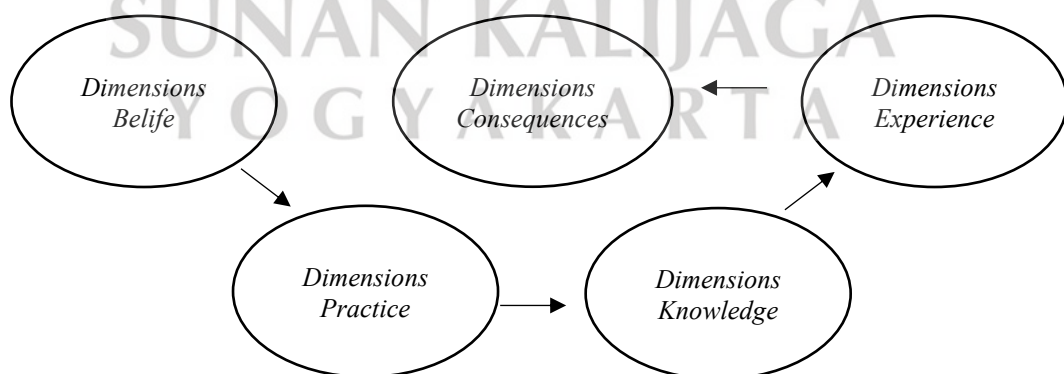 SUNAN KALIJAGA
YOGYAKARTA
Dimensions
Belife
Dimensions
Consequences
Dimensions
Experience
Dimensions
Practice
Dimensions
Knowledge